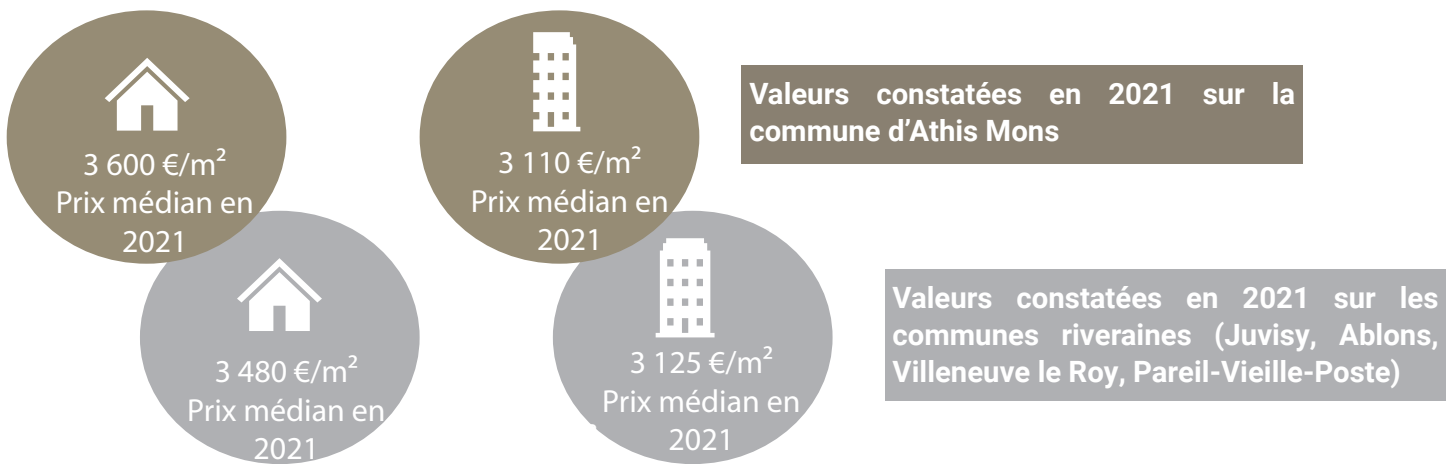 3 600 €/m²
Prix médian en
2021
3 110 €/m²
Prix médian en
2021
Valeurs constatées en 2021 sur la
commune d’Athis Mons
3 480 €/m²
Prix médian en
2021
3 125 €/m²
Prix médian en
2021
Valeurs constatées en 2021 sur les
communes riveraines (Juvisy, Ablons,
Villeneuve le Roy, Pareil-Vieille-Poste)